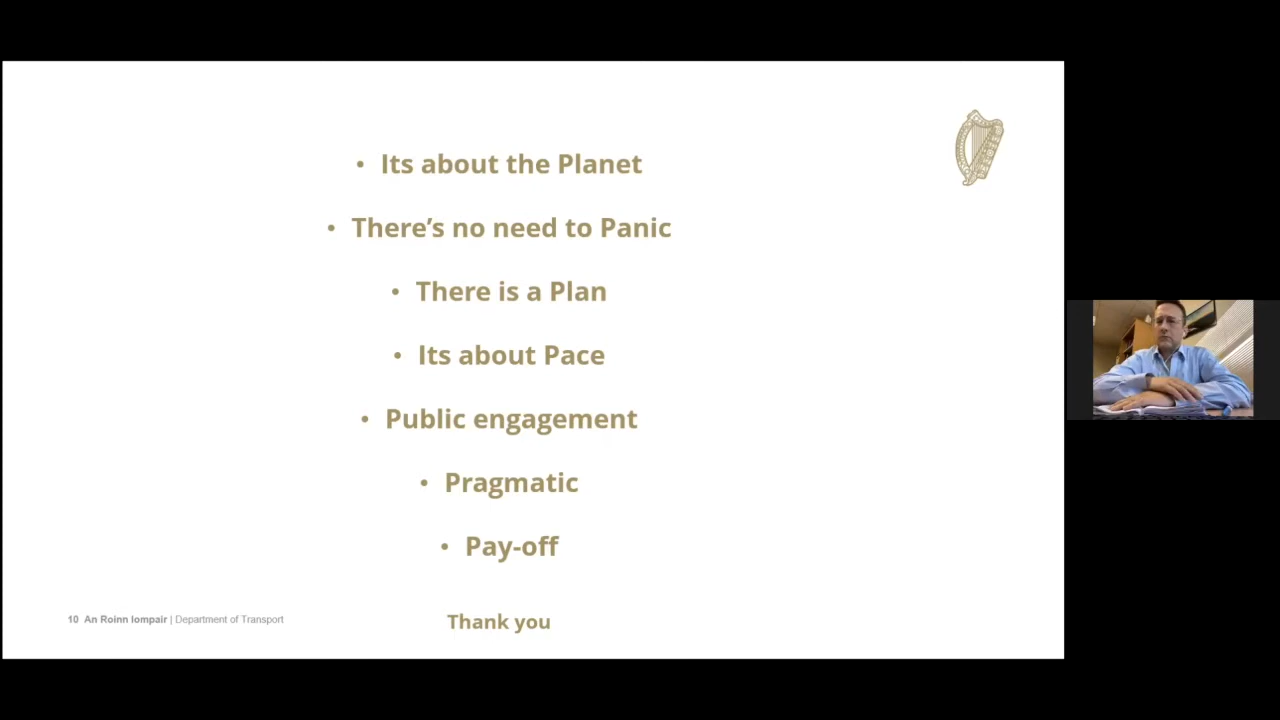 • Its about the Planet
• There’s no need to Panic
• There is a Plan
• Its about Pace
• Public engagement
• Pragmatic
• Pay-off
Thank you
10 An Roinn Iompair | Department of Transport